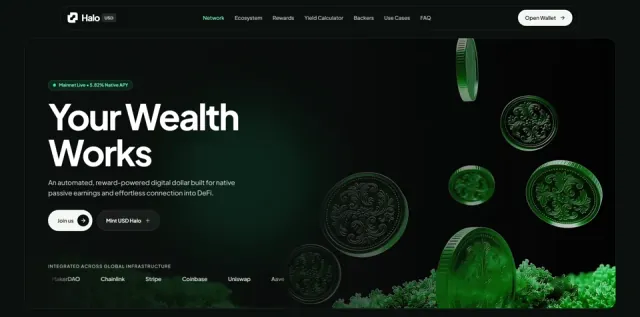 Halo USD
Network Ecosystem Rewards Yield Calculator Backers Use Cases FAQ
Open Wallet →
Mainnet Live • 5.82% Native APY
Your Wealth
Works
An automated, reward-powered digital dollar built for native
passive earnings and effortless connection into DeFi.
Join us →
Mint USD Halo +
INTEGRATED ACROSS GLOBAL INFRASTRUCTURE
MakerDAO Chainlink Stripe Coinbase Uniswap Aave